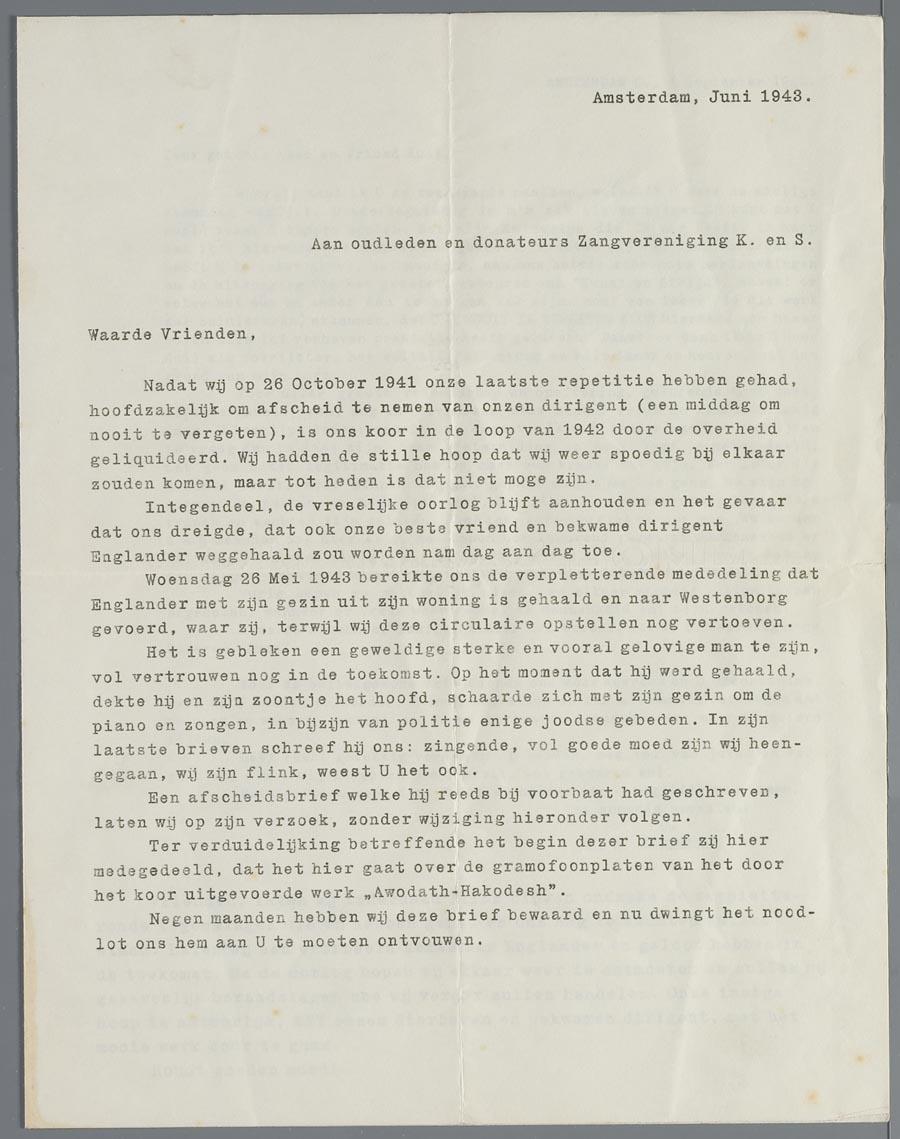 Amsterdam, Juni 1943.
Aan oudleden en donateurs Zangvereniging K. en S.
Waarde Vrienden,
Nadat wij op 26 October 1941 onze laatste repetitie hebben gehad,
hoofdzakelijk om afscheid te nemen van onzen dirigent (een middag om
nooit te vergeten), is ons koor in de loop van 1942 door de overheid
geliquideerd. Wij hadden de stille hoop dat wij weer spoedig bij elkaar
zouden komen, maar tot heden is dat niet moge zijn.
Integendeel, de vreselijke oorlog blijft aanhouden en het gevaar
dat ons dreigde, dat ook onze beste vriend en bekwame dirigent
Englander weggehaald zou worden nam dag aan dag toe.
Woensdag 26 Mei 1943 bereikte ons de verpletterende mededeling dat
Englander met zijn gezin uit zijn woning is gehaald en naar Westenborg
gevoerd, waar zij, terwijl wij deze circulaire opstellen nog vertoeven.
Het is gebleken een geweldige sterke en vooral gelovige man te zijn,
vol vertrouwen nog in de toekomst. Op het moment dat hij werd gehaald,
dekte hij en zijn zoontje het hoofd, schaarde zich met zijn gezin om de
piano en zongen, in bijzijn van politie enige joodse gebeden. In zijn
laatste brieven schreef hij ons: zingende, vol goede moed zijn wij heen-
gegaan, wij zijn flink, weest U het ook.
Een afscheidsbrief welke hij reeds bij voorbaat had geschreven,
laten wij op zijn verzoek, zonder wijziging hieronder volgen.
Ter verduidelijking betreffende het begin dezer brief zij hier
medegedeeld, dat het hier gaat over de gramofoonplaten van het door
het koor uitgevoerde werk „Awodath-Hakodesh”.
Negen maanden hebben wij deze brief bewaard en nu dwingt het nood-
lot ons hem aan U te moeten ontvouwen.